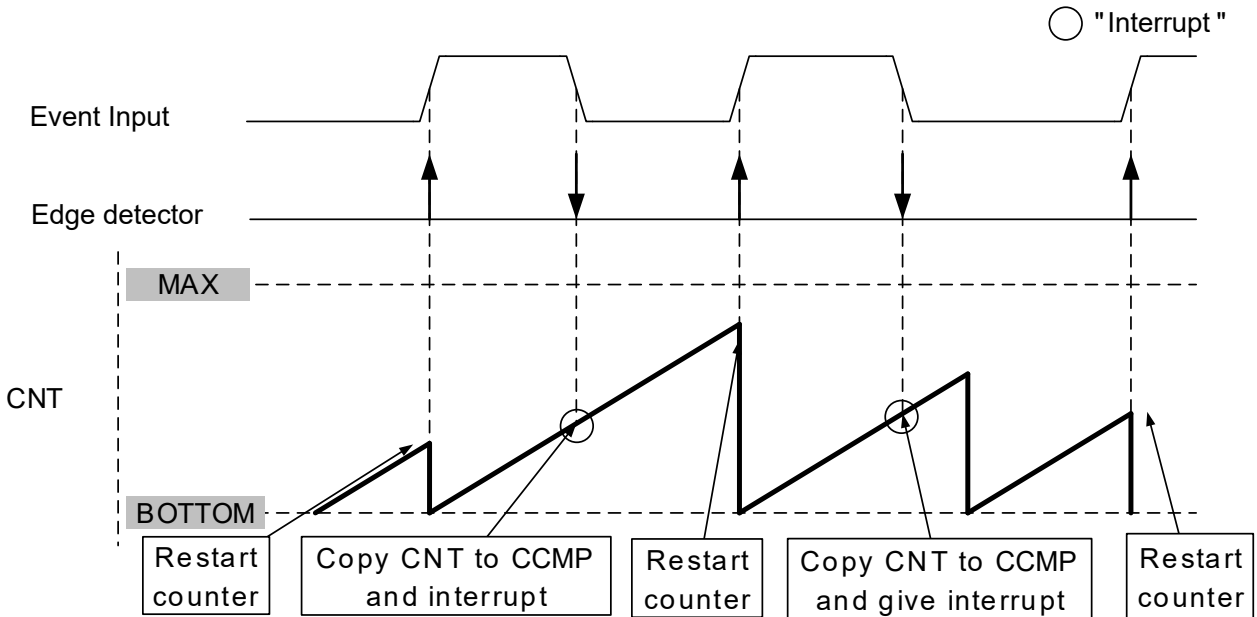 "Interrupt"
Event Input
Edge detector
MAX
CNT
BOTTOM
Restart
counter
Copy CNT to CCMP
and interrupt
Restart
counter
Copy CNT to CCMP
and give interrupt
Restart
counter